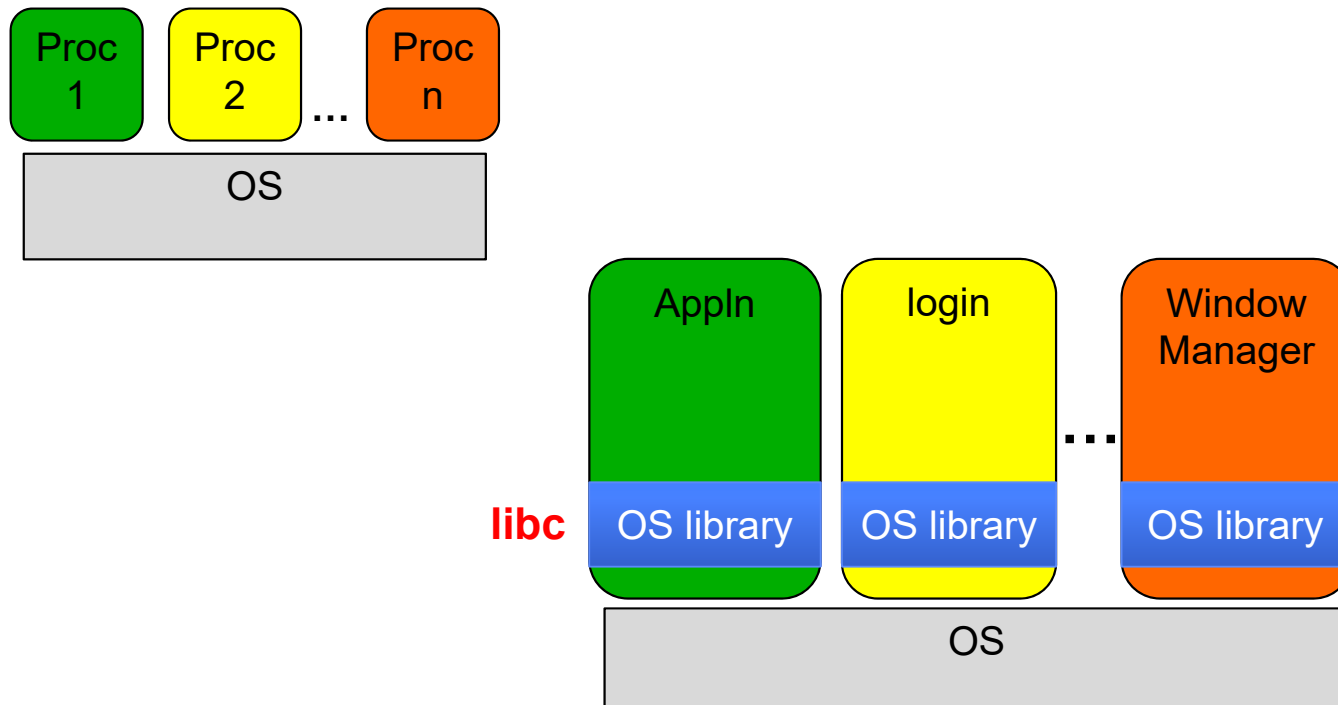 Proc
1
Proc
2
...
Proc
n
OS
Appln
login
...
Window
Manager
libc
OS library
OS library
OS library
OS